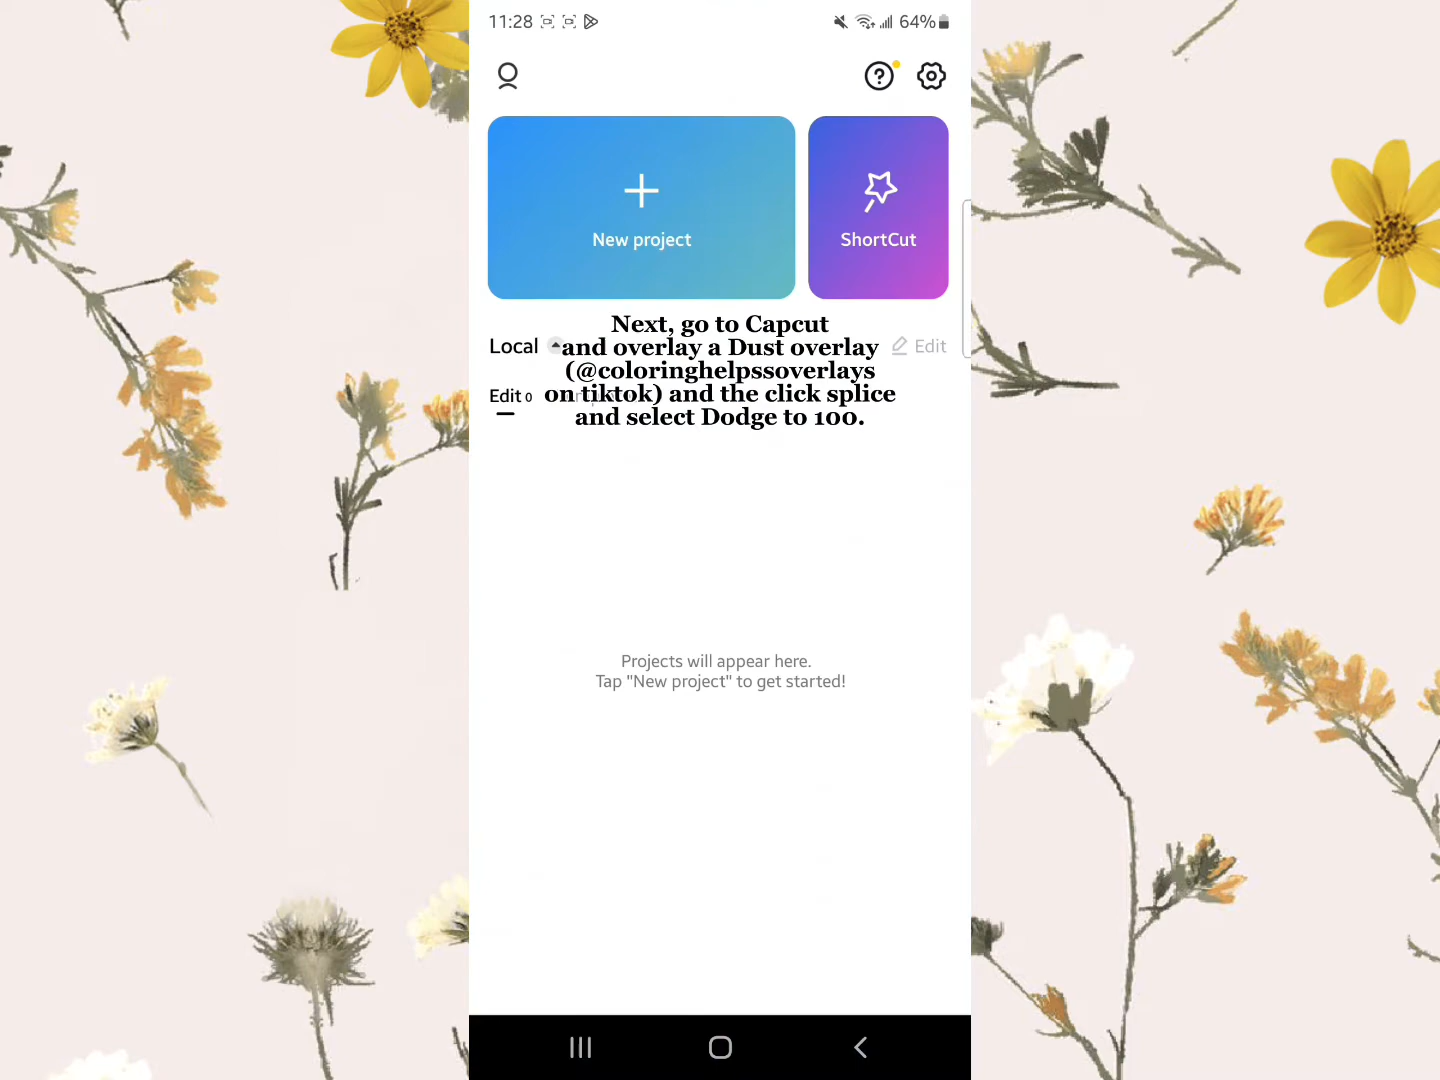 11:28
64%
New project
ShortCut
Next, go to Capcut
Local
and overlay a Dust overlay
Edit
(@coloringhelpssoverlays
Edit 0
on tiktok) and the click splice
and select Dodge to 100.
Projects will appear here.
Tap "New project" to get started!